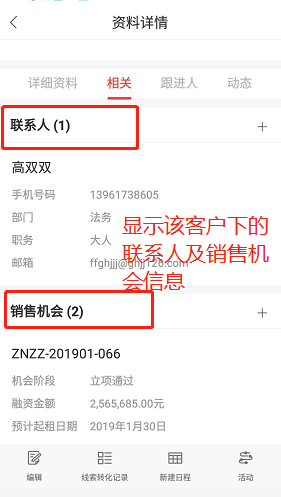 资料详情
详细资料 相关 跟进人 动态
联系人 (1)
高双双
手机号码 13961738605
部门 法务
职务 大人
邮箱 ffghjjj@ghjj126.com
显示该客户下的
联系人及销售机
会信息
销售机会 (2)
ZNZZ-201901-066
机会阶段 立项通过
融资金额 2,565,685.00元
预计起租日期 2019年1月30日
编辑 线索转化记录 新建日程 活动